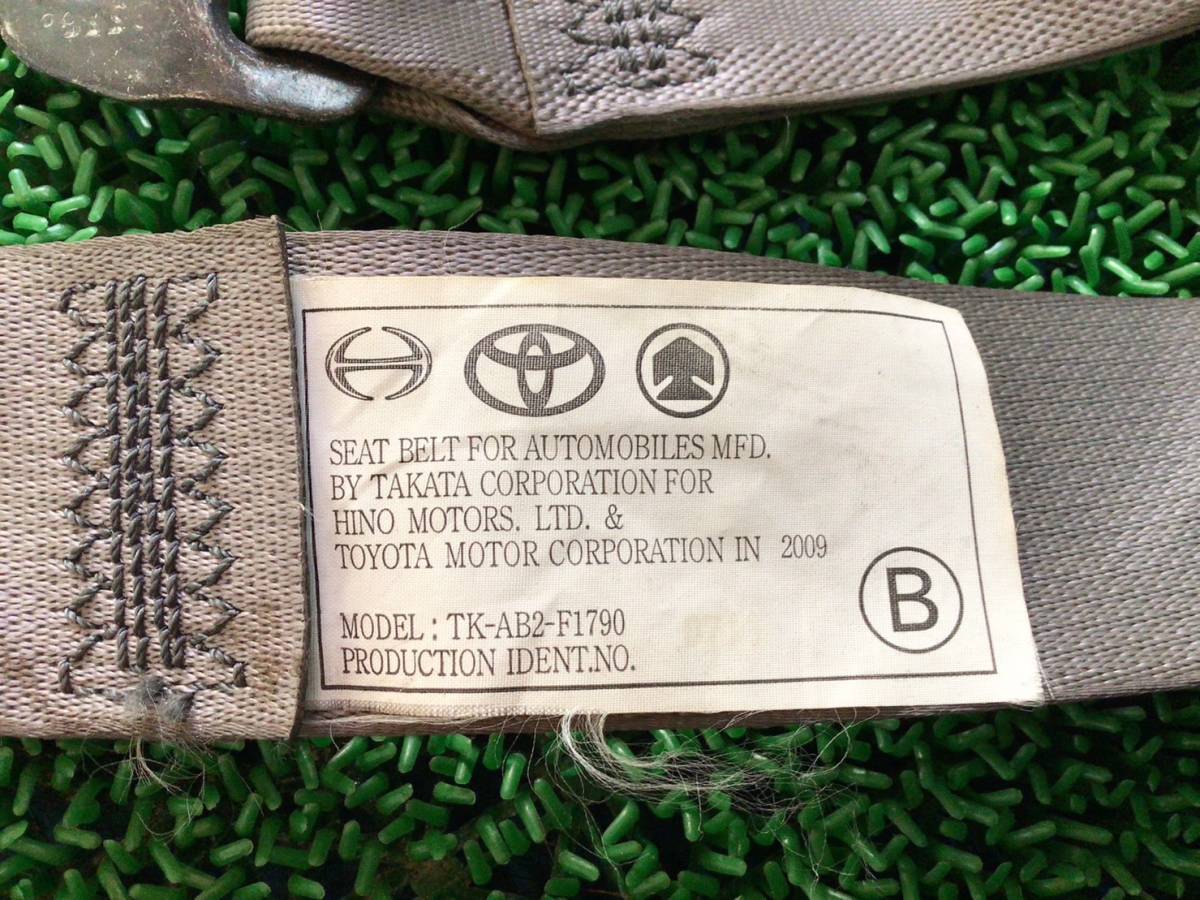 SEAT BELT FOR AUTOMOBILES MFD.
BY TAKATA CORPORATION FOR
HINO MOTORS. LTD. &
TOYOTA MOTOR CORPORATION IN 2009
B
MODEL : TK-AB2-F1790
PRODUCTION IDENT.NO.